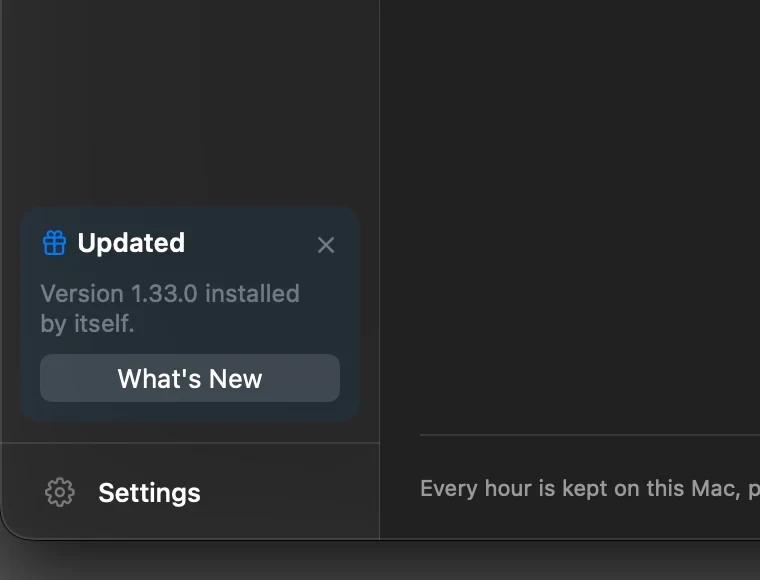 Updated
Version 1.33.0 installed
by itself.
What's New
Settings
Every hour is kept on this Mac, p